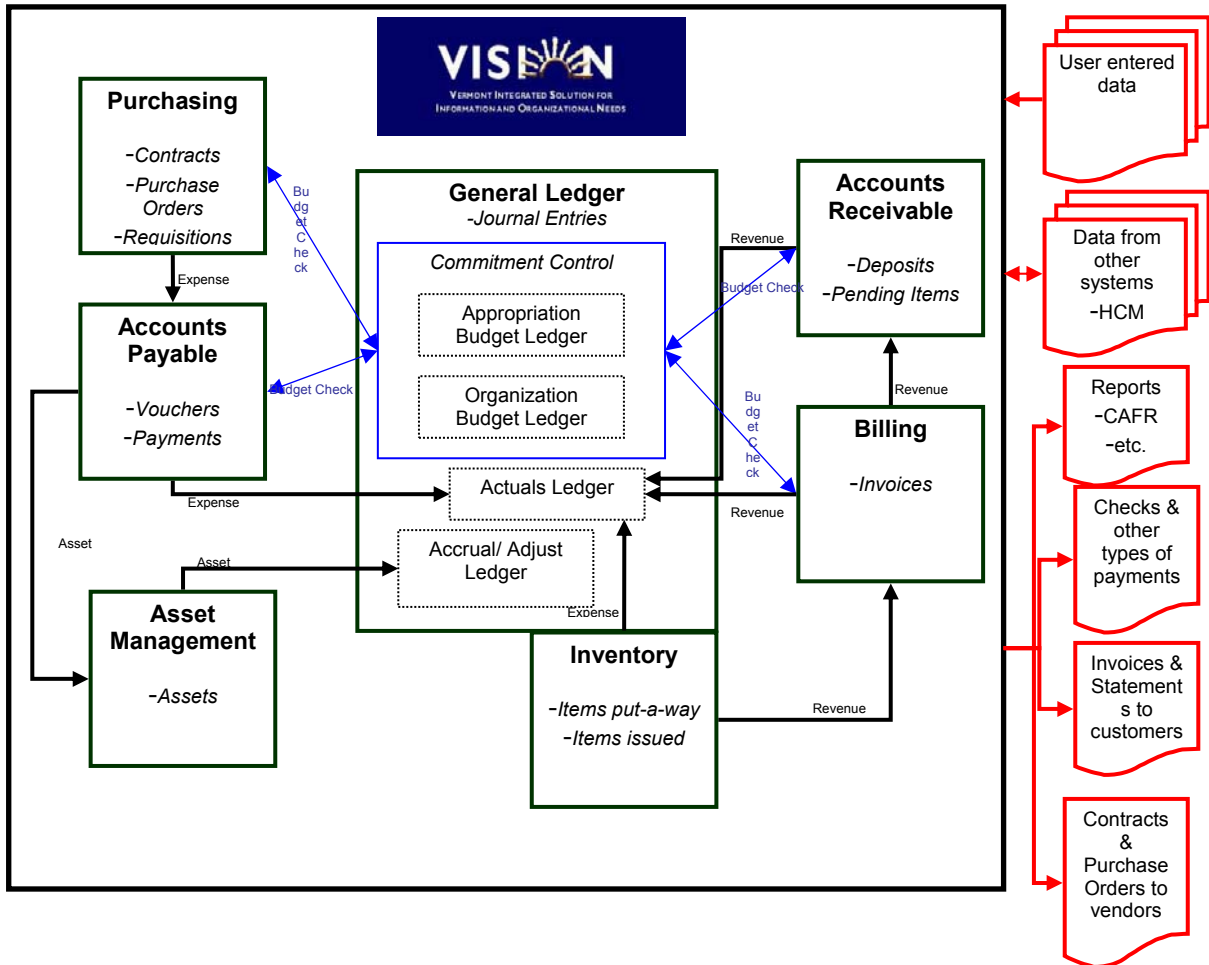 VISION
VERMONT INTEGRATED SOLUTION FOR
INFORMATION AND ORGANIZATIONAL NEEDS
Purchasing
-Contracts
-Purchase
Orders
-Requisitions
Expense
Accounts
Payable
-Vouchers
-Payments
Expense
Asset
Asset
Asset
Management
-Assets
Bu
dg
et
C
he
ck
Budget Check
General Ledger
-Journal Entries
Commitment Control
Appropriation
Budget Ledger
Organization
Budget Ledger
Actuals Ledger
Accrual/ Adjust
Ledger
Expense
Inventory
-Items put-a-way
-Items issued
Revenue
Revenue
Budget Check
Bu
dg
et
C
he
ck
Revenue
Accounts
Receivable
-Deposits
-Pending Items
Revenue
Billing
-Invoices
User entered
data
Data from
other
systems
-HCM
Reports
-CAFR
-etc.
Checks &
other
types of
payments
Invoices &
Statement
s to
customers
Contracts
&
Purchase
Orders to
vendors